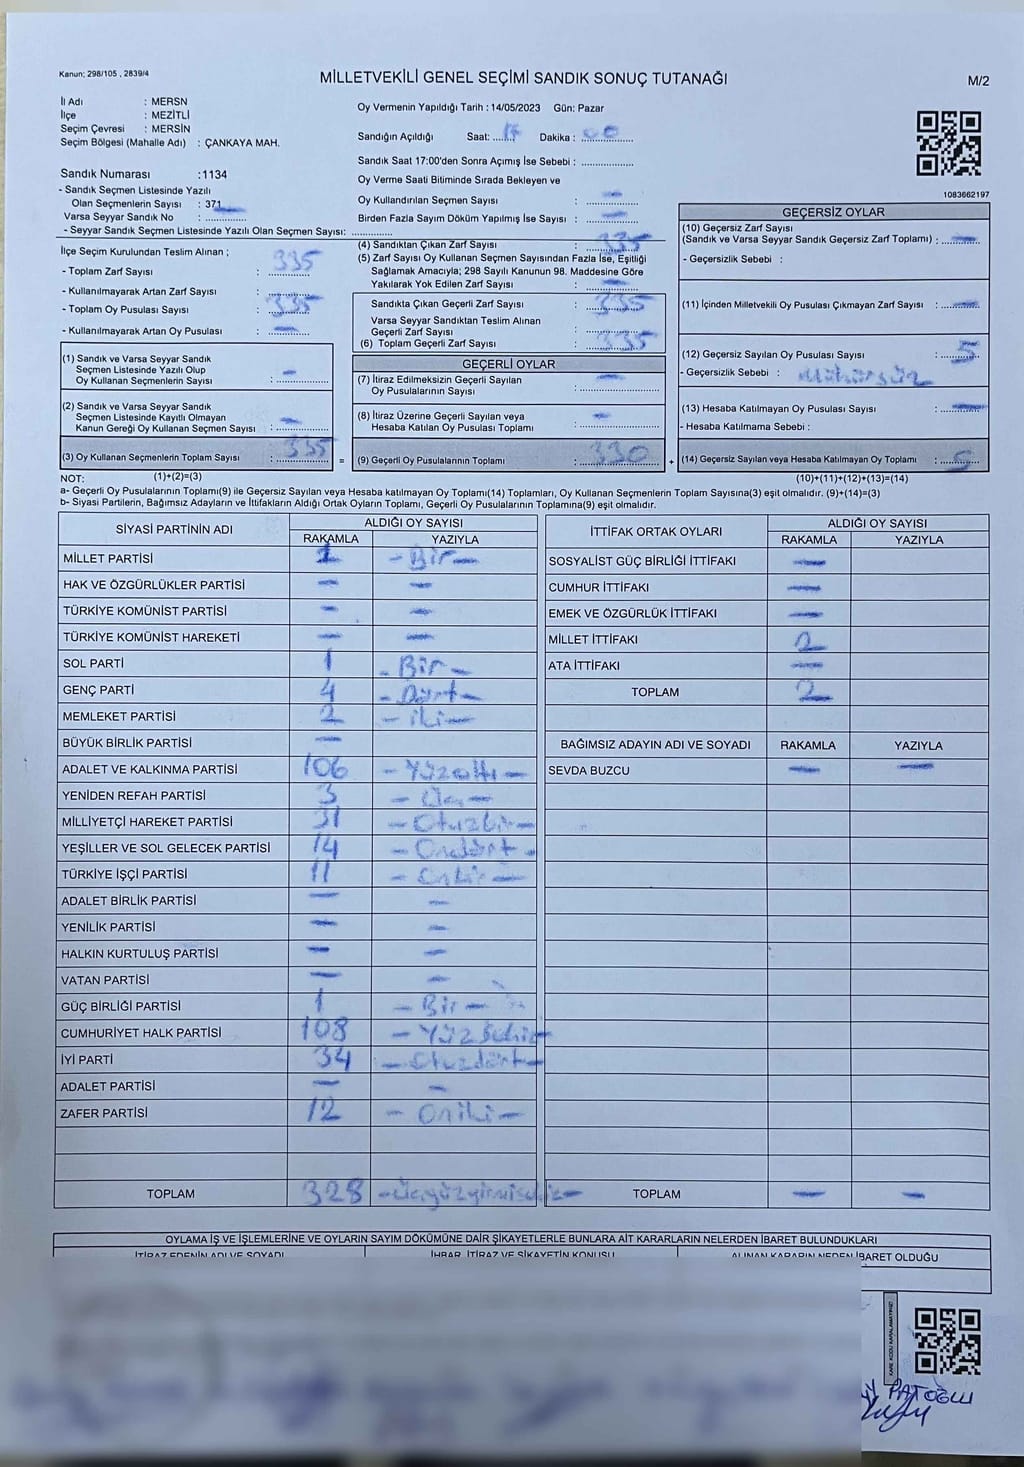 Kanun; 298/105 , 2839/4
MİLLETVEKİLİ GENEL SEÇİMİ SANDIK SONUÇ TUTANAĞI
M/2
İl Adı : MERSN
İlçe : MEZİTLİ
Seçim Çevresi : MERSİN
Seçim Bölgesi (Mahalle Adı) : ÇANKAYA MAH.
Sandık Numarası :1134
- Sandık Seçmen Listesinde Yazılı
Olan Seçmenlerin Sayısı : 371
Varsa Seyyar Sandık No : ............
- Seyyar Sandık Seçmen Listesinde Yazılı Olan Seçmen Sayısı: ............
Oy Vermenin Yapıldığı Tarih : 14/05/2023 Gün: Pazar
Sandığın Açıldığı Saat: 17 Dakika : 00
Sandık Saat 17:00'den Sonra Açımış İse Sebebi : ............
Oy Verme Saati Bitiminde Sırada Bekleyen ve
Oy Kullandırılan Seçmen Sayısı : —
Birden Fazla Sayım Döküm Yapılmış İse Sayısı : —
1083662197
İlçe Seçim Kurulundan Teslim Alınan ;
- Toplam Zarf Sayısı : 335
- Kullanılmayarak Artan Zarf Sayısı :
- Toplam Oy Pusulası Sayısı : 335
- Kullanılmayarak Artan Oy Pusulası : —
(1) Sandık ve Varsa Seyyar Sandık
Seçmen Listesinde Yazılı Olup
Oy Kullanan Seçmenlerin Sayısı : —
(2) Sandık ve Varsa Seyyar Sandık
Seçmen Listesinde Kayıtlı Olmayan
Kanun Gereği Oy Kullanan Seçmen Sayısı : —
(3) Oy Kullanan Seçmenlerin Toplam Sayısı : 335 =
(4) Sandıktan Çıkan Zarf Sayısı : 335
(5) Zarf Sayısı Oy Kullanan Seçmen Sayısından Fazla İse, Eşitliği
Sağlamak Amacıyla; 298 Sayılı Kanunun 98. Maddesine Göre
Yakılarak Yok Edilen Zarf Sayısı : —
Sandıkta Çıkan Geçerli Zarf Sayısı : 335
Varsa Seyyar Sandıktan Teslim Alınan
Geçerli Zarf Sayısı : —
(6) Toplam Geçerli Zarf Sayısı : 335
GEÇERLİ OYLAR
(7) İtiraz Edilmeksizin Geçerli Sayılan
Oy Pusulalarının Sayısı : —
(8) İtiraz Üzerine Geçerli Sayılan veya
Hesaba Katılan Oy Pusulası Toplamı : —
(9) Geçerli Oy Pusulalarının Toplamı : 330 +
GEÇERSİZ OYLAR
(10) Geçersiz Zarf Sayısı
(Sandık ve Varsa Seyyar Sandık Geçersiz Zarf Toplamı) : —
- Geçersizlik Sebebi :
(11) İçinden Milletvekili Oy Pusulası Çıkmayan Zarf Sayısı : —
(12) Geçersiz Sayılan Oy Pusulası Sayısı : 5
- Geçersizlik Sebebi : Mühürsüz
(13) Hesaba Katılmayan Oy Pusulası Sayısı : —
- Hesaba Katılmama Sebebi :
(14) Geçersiz Sayılan veya Hesaba Katılmayan Oy Toplamı : 5
NOT: (1)+(2)=(3)
(10)+(11)+(12)+(13)=(14)
a- Geçerli Oy Pusulalarının Toplamı(9) ile Geçersiz Sayılan veya Hesaba katılmayan Oy Toplamı(14) Toplamları, Oy Kullanan Seçmenlerin Toplam Sayısına(3) eşit olmalıdır. (9)+(14)=(3)
b- Siyasi Partilerin, Bağımsız Adayların ve İttifakların Aldığı Ortak Oyların Toplamı, Geçerli Oy Pusulalarının Toplamına(9) eşit olmalıdır.
SİYASİ PARTİNİN ADI ALDIĞI OY SAYISI
RAKAMLA YAZIYLA
MİLLET PARTİSİ 1 - Bir -
HAK VE ÖZGÜRLÜKLER PARTİSİ — —
TÜRKİYE KOMÜNİST PARTİSİ — —
TÜRKİYE KOMÜNİST HAREKETİ — —
SOL PARTİ 1 - Bir -
GENÇ PARTİ 4 - Dört -
MEMLEKET PARTİSİ 2 - iki -
BÜYÜK BİRLİK PARTİSİ —
ADALET VE KALKINMA PARTİSİ 106 - Yüzaltı -
YENİDEN REFAH PARTİSİ 3 - Üç -
MİLLİYETÇİ HAREKET PARTİSİ 31 - Otuzbir -
YEŞİLLER VE SOL GELECEK PARTİSİ 14 - Ondört -
TÜRKİYE İŞÇİ PARTİSİ 11 - Onbir -
ADALET BİRLİK PARTİSİ — —
YENİLİK PARTİSİ — —
HALKIN KURTULUŞ PARTİSİ — —
VATAN PARTİSİ — —
GÜÇ BİRLİĞİ PARTİSİ 1 - Bir -
CUMHURİYET HALK PARTİSİ 108 - Yüzsekiz -
İYİ PARTİ 34 - Otuzdört -
ADALET PARTİSİ — —
ZAFER PARTİSİ 12 - Oniki -
TOPLAM 328 - Üçyüzyirmisekiz -
İTTİFAK ORTAK OYLARI ALDIĞI OY SAYISI
RAKAMLA YAZIYLA
SOSYALİST GÜÇ BİRLİĞİ İTTİFAKI —
CUMHUR İTTİFAKI —
EMEK VE ÖZGÜRLÜK İTTİFAKI —
MİLLET İTTİFAKI 2
ATA İTTİFAKI —
TOPLAM 2
BAĞIMSIZ ADAYIN ADI VE SOYADI RAKAMLA YAZIYLA
SEVDA BUZCU — —
TOPLAM — —
OYLAMA İŞ VE İŞLEMLERİNE VE OYLARIN SAYIM DÖKÜMÜNE DAİR ŞİKAYETLERLE BUNLARA AİT KARARLARIN NELERDEN İBARET BULUNDUKLARI
İTİRAZ EDENİN ADI VE SOYADI İHBAR, İTİRAZ VE ŞİKAYETİN KONUSU ALINAN KARARIN NEDEN İBARET OLDUĞU
KARE KODU KARALAMAYINIZ!
PATOĞLU